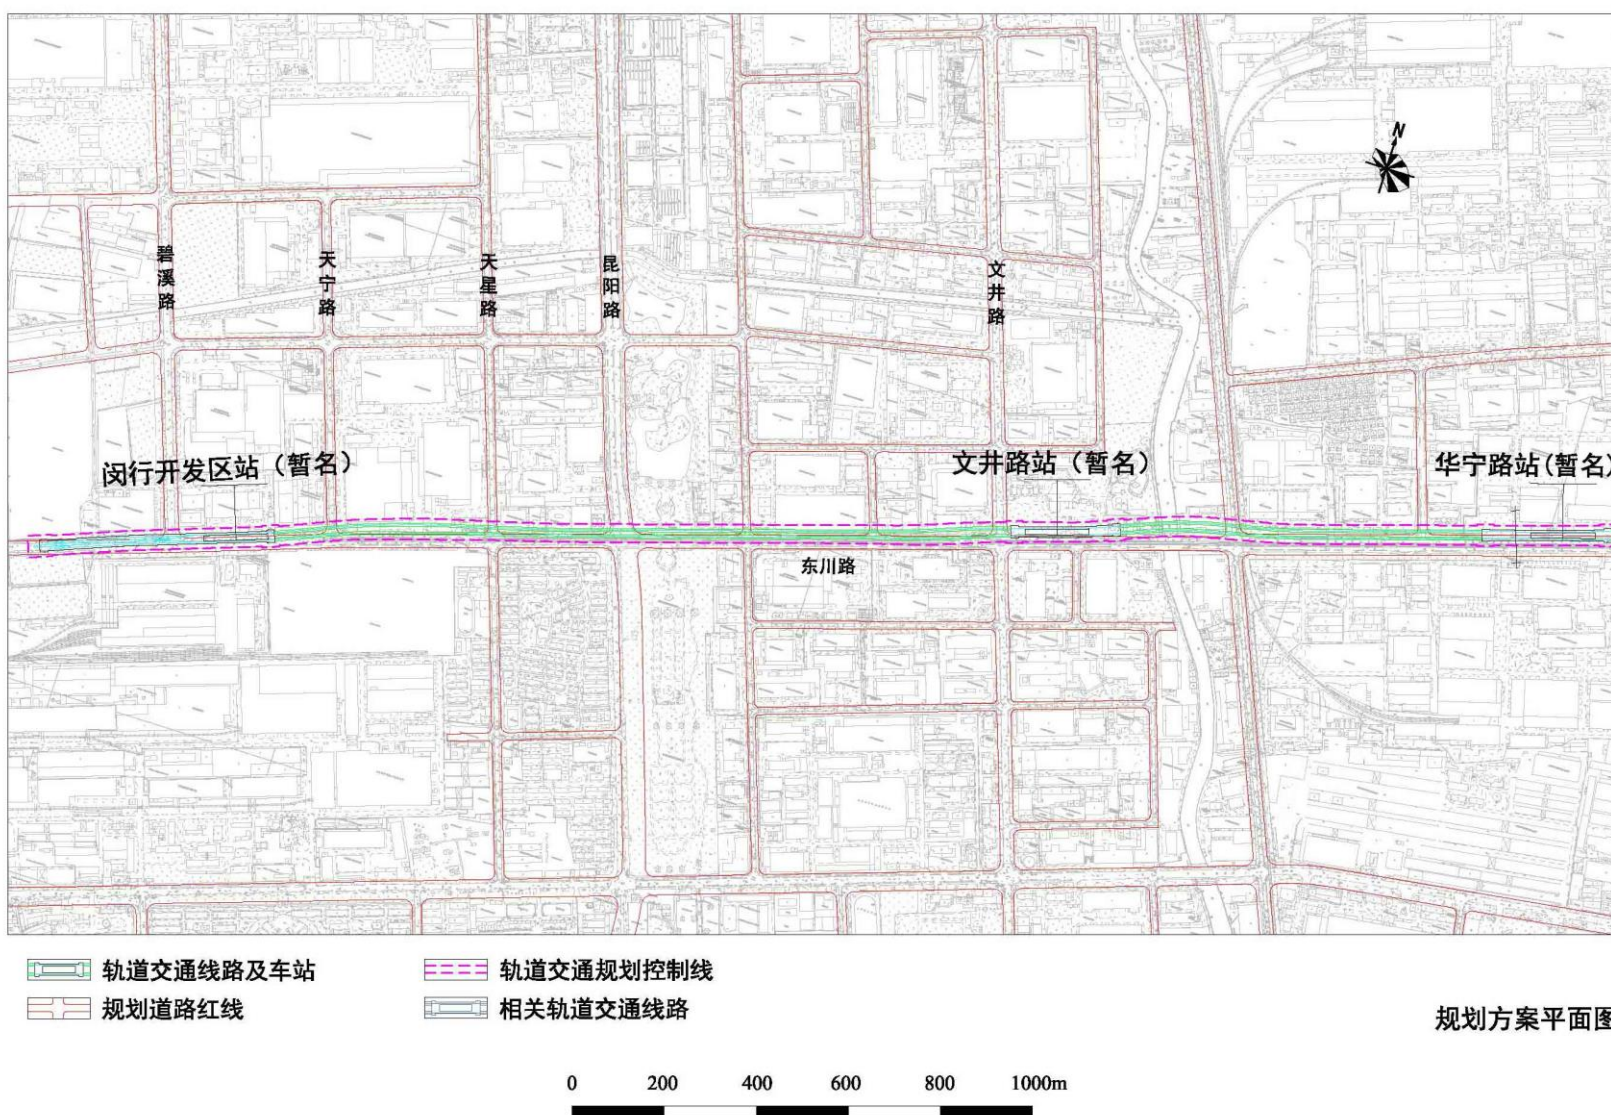 N
碧溪路
天宁路
天星路
昆阳路
文井路
闵行开发区站（暂名）
文井路站（暂名）
华宁路站(暂名)
东川路
轨道交通线路及车站
轨道交通规划控制线
规划道路红线
相关轨道交通线路
规划方案平面图
0 200 400 600 800 1000m